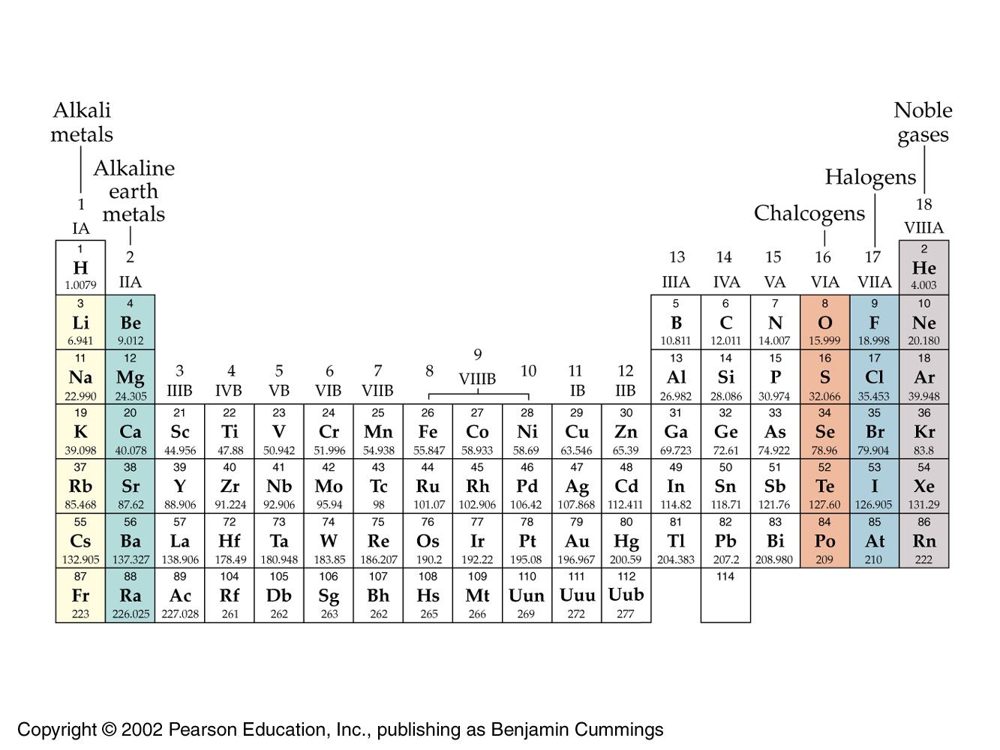 Alkali
metals
Noble
gases
Alkaline
earth
metals
Halogens
Chalcogens
1
IA
18
VIIIA
2
IIA
13 14 15 16 17
IIIA IVA VA VIA VIIA
1 2
H He
1.0079 4.003
3 4 5 6 7 8 9 10
Li Be B C N O F Ne
6.941 9.012 10.811 12.011 14.007 15.999 18.998 20.180
11 12 13 14 15 16 17 18
Na Mg Al Si P S Cl Ar
22.990 24.305 26.982 28.086 30.974 32.066 35.453 39.948
3 4 5 6 7 8 9 10 11 12
IIIB IVB VB VIB VIIB VIIIB IB IIB
19 20 21 22 23 24 25 26 27 28 29 30 31 32 33 34 35 36
K Ca Sc Ti V Cr Mn Fe Co Ni Cu Zn Ga Ge As Se Br Kr
39.098 40.078 44.956 47.88 50.942 51.996 54.938 55.847 58.933 58.69 63.546 65.39 69.723 72.61 74.922 78.96 79.904 83.8
37 38 39 40 41 42 43 44 45 46 47 48 49 50 51 52 53 54
Rb Sr Y Zr Nb Mo Tc Ru Rh Pd Ag Cd In Sn Sb Te I Xe
85.468 87.62 88.906 91.224 92.906 95.94 98 101.07 102.906 106.42 107.868 112.411 114.82 118.71 121.76 127.60 126.905 131.29
55 56 57 72 73 74 75 76 77 78 79 80 81 82 83 84 85 86
Cs Ba La Hf Ta W Re Os Ir Pt Au Hg Tl Pb Bi Po At Rn
132.905 137.327 138.906 178.49 180.948 183.85 186.207 190.2 192.22 195.08 196.967 200.59 204.383 207.2 208.980 209 210 222
87 88 89 104 105 106 107 108 109 110 111 112 114
Fr Ra Ac Rf Db Sg Bh Hs Mt Uun Uuu Uub
223 226.025 227.028 261 262 263 262 265 266 269 272 277
Copyright © 2002 Pearson Education, Inc., publishing as Benjamin Cummings